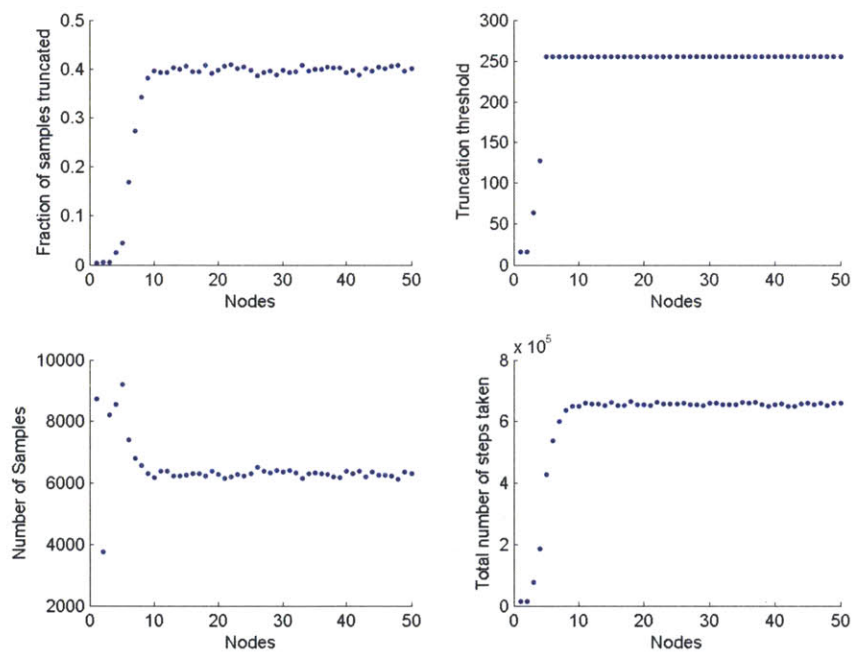 Fraction of samples truncated
0.5
0.4
0.3
0.2
0.1
0
0 10 20 30 40 50
Nodes
Truncation threshold
300
250
200
150
100
50
0
0 10 20 30 40 50
Nodes
Number of Samples
10000
8000
6000
4000
2000
0 10 20 30 40 50
Nodes
Total number of steps taken
x 10^5
8
6
4
2
0
0 10 20 30 40 50
Nodes